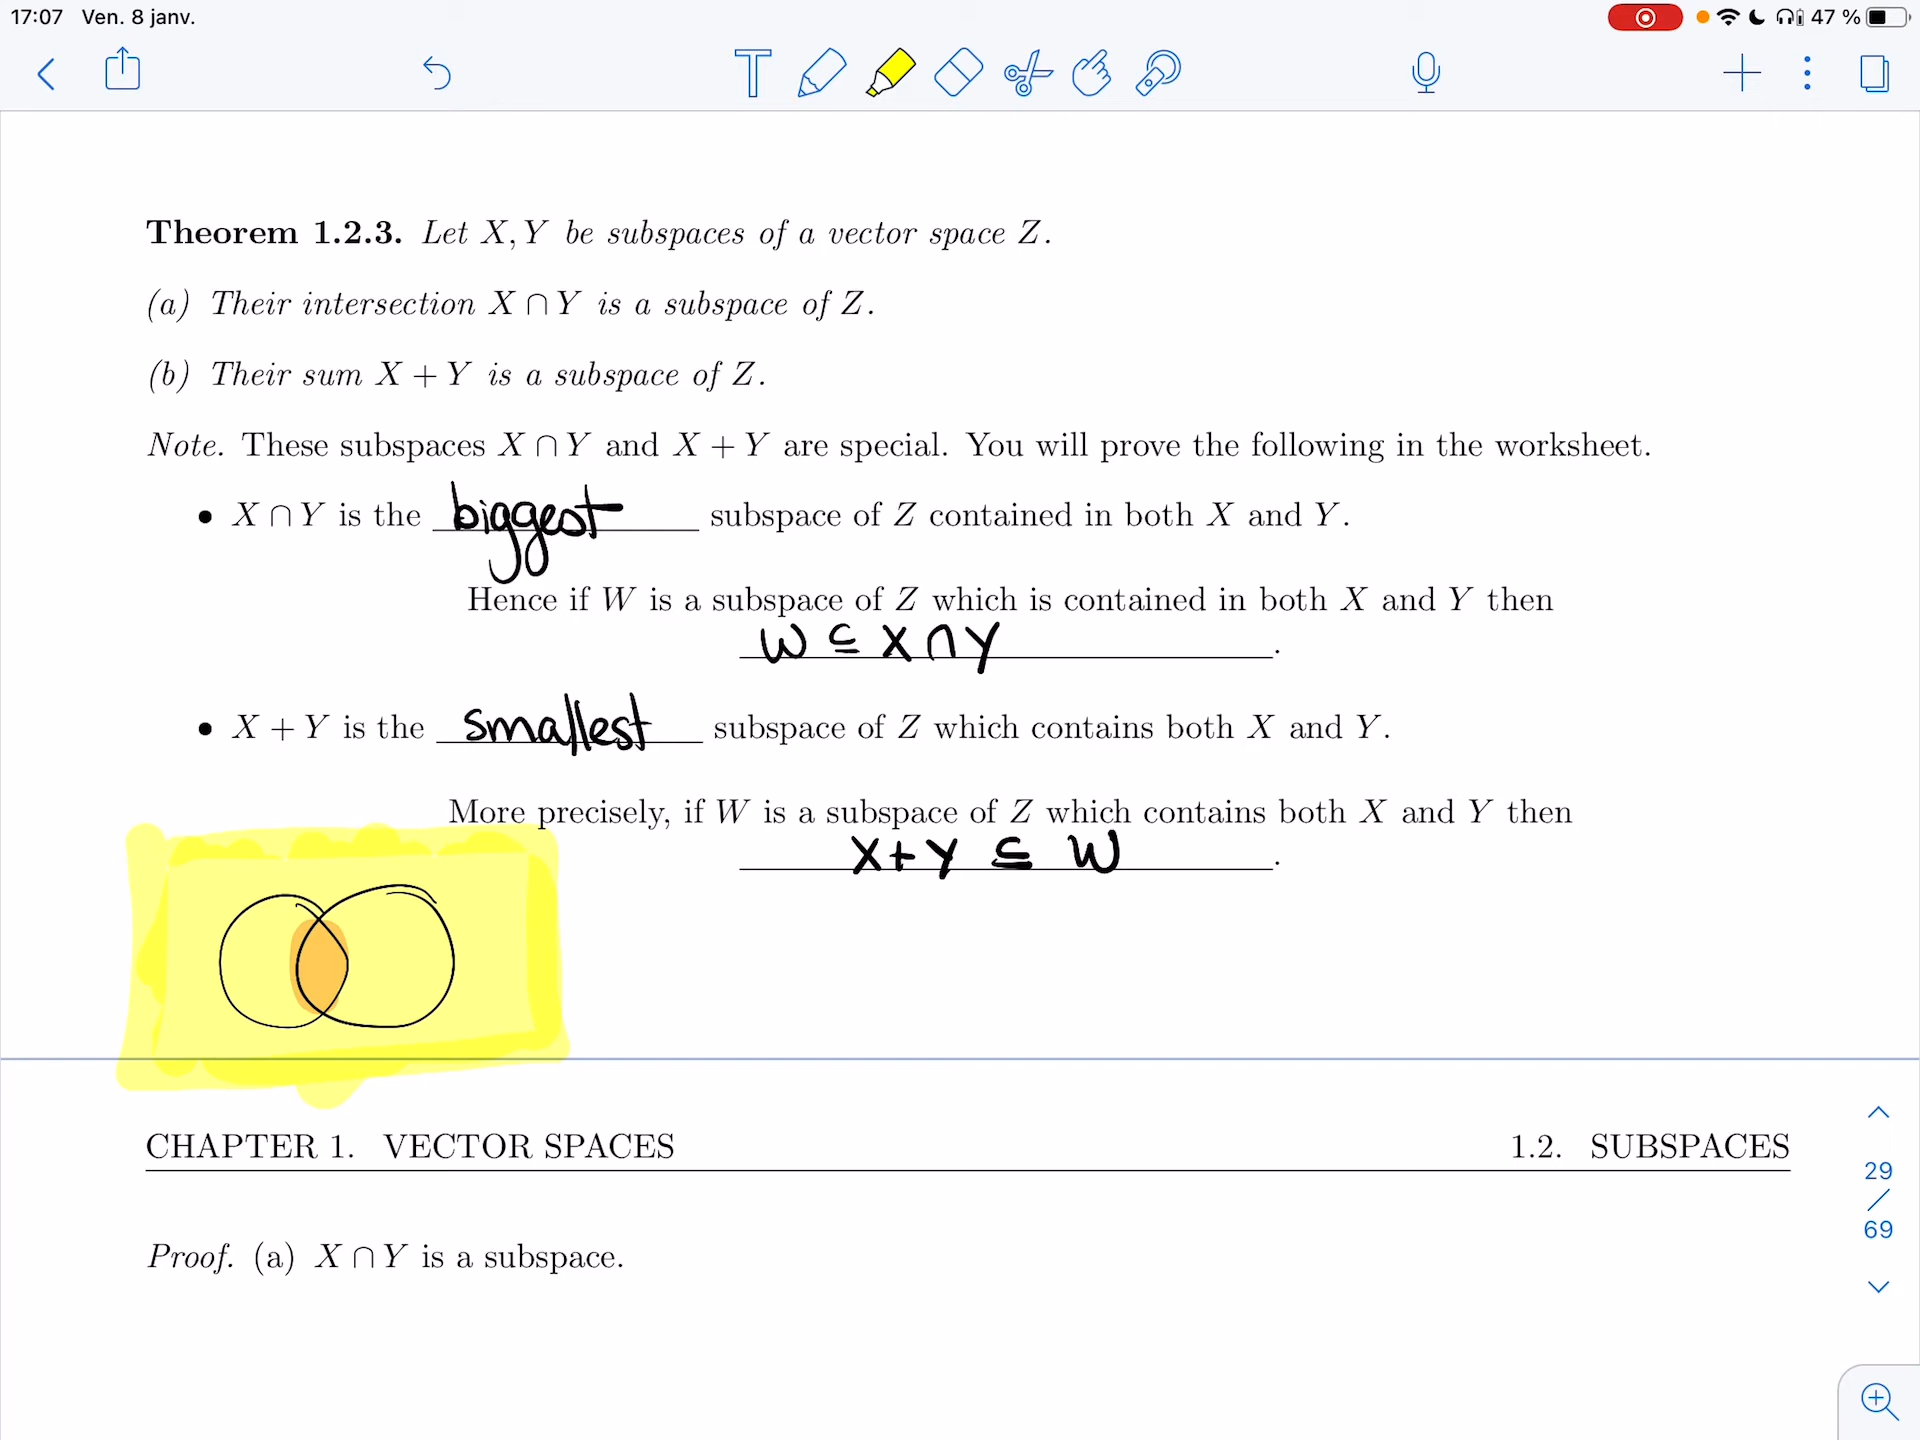 17:07 Ven. 8 janv. 47 %
T
Theorem 1.2.3. Let X, Y be subspaces of a vector space Z.
(a) Their intersection X ∩ Y is a subspace of Z.
(b) Their sum X + Y is a subspace of Z.
Note. These subspaces X ∩ Y and X + Y are special. You will prove the following in the worksheet.
• X ∩ Y is the biggest subspace of Z contained in both X and Y.
Hence if W is a subspace of Z which is contained in both X and Y then
W ⊆ X ∩ Y.
• X + Y is the smallest subspace of Z which contains both X and Y.
More precisely, if W is a subspace of Z which contains both X and Y then
X + Y ⊆ W.
CHAPTER 1. VECTOR SPACES 1.2. SUBSPACES
29
/
69
Proof. (a) X ∩ Y is a subspace.